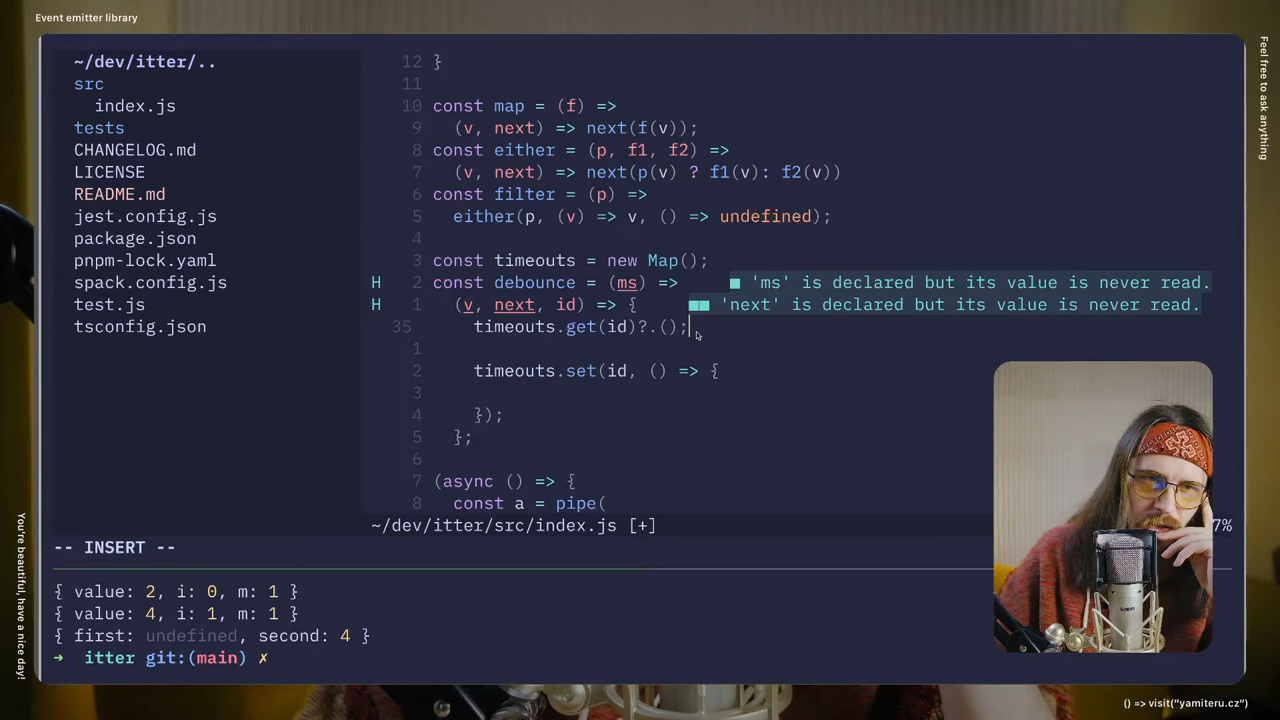 Event emitter library
Feel free to ask anything
~/dev/itter/..
src
index.js
tests
CHANGELOG.md
LICENSE
README.md
jest.config.js
package.json
pnpm-lock.yaml
spack.config.js
test.js
tsconfig.json
12 }
11
10 const map = (f) =>
9 (v, next) => next(f(v));
8 const either = (p, f1, f2) =>
7 (v, next) => next(p(v) ? f1(v): f2(v))
6 const filter = (p) =>
5 either(p, (v) => v, () => undefined);
4
3 const timeouts = new Map();
H 2 const debounce = (ms) => ■ 'ms' is declared but its value is never read.
H 1 (v, next, id) => { ■■ 'next' is declared but its value is never read.
35 timeouts.get(id)?.();
1
2 timeouts.set(id, () => {
3
4 });
5 };
6
7 (async () => {
8 const a = pipe(
~/dev/itter/src/index.js [+]
7%
-- INSERT --
{ value: 2, i: 0, m: 1 }
{ value: 4, i: 1, m: 1 }
{ first: undefined, second: 4 }
➜ itter git:(main) ✗
You're beautiful, have a nice day!
() => visit("yamiteru.cz")